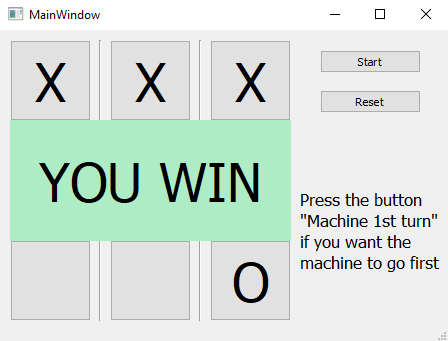 MainWindow
X X X
Start
Reset
YOU WIN
Press the button
"Machine 1st turn"
if you want the
machine to go first
O